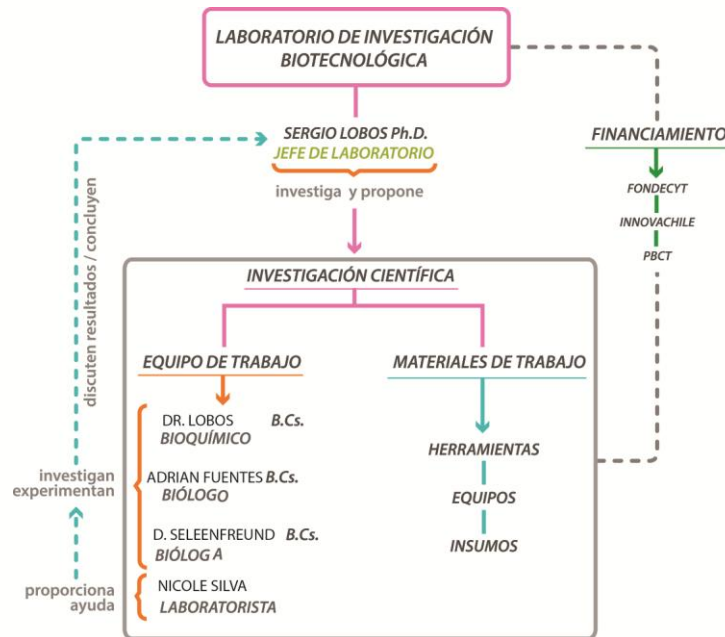 LABORATORIO DE INVESTIGACIÓN
BIOTECNOLÓGICA
SERGIO LOBOS Ph.D.
JEFE DE LABORATORIO
investiga y propone
FINANCIAMIENTO
FONDECYT
INNOVACHILE
PBCT
discuten resultados / concluyen
INVESTIGACIÓN CIENTÍFICA
EQUIPO DE TRABAJO
DR. LOBOS B.Cs.
BIOQUÍMICO
ADRIAN FUENTES B.Cs.
BIÓLOGO
D. SELEENFREUND B.Cs.
BIÓLOG A
NICOLE SILVA
LABORATORISTA
investigan
experimentan
proporciona
ayuda
MATERIALES DE TRABAJO
HERRAMIENTAS
EQUIPOS
INSUMOS